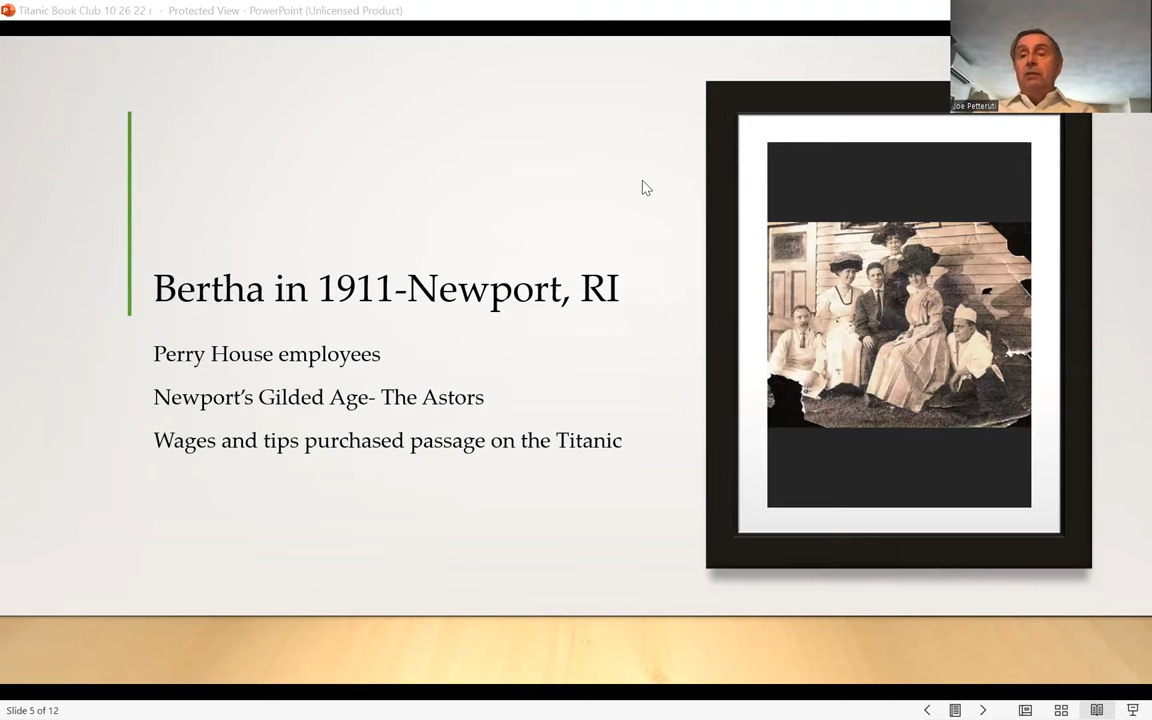 Titanic Book Club 10 26 22 r - Protected View - PowerPoint (Unlicensed Product)
Joe Petteruti
Bertha in 1911-Newport, RI
Perry House employees
Newport’s Gilded Age- The Astors
Wages and tips purchased passage on the Titanic
Slide 5 of 12